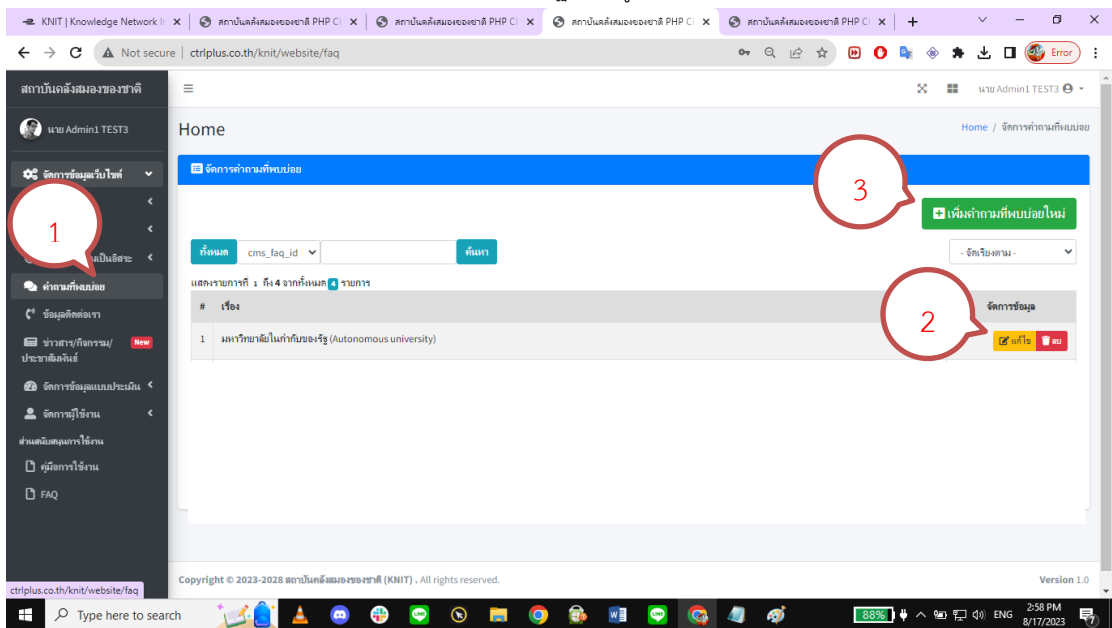 KNIT | Knowledge Network In
สถาบันคลังสมองของชาติ PHP C
สถาบันคลังสมองของชาติ PHP C
สถาบันคลังสมองของชาติ PHP C
สถาบันคลังสมองของชาติ PHP C
Not secure | ctrlplus.co.th/knit/website/faq
Error
สถาบันคลังสมองของชาติ
นาย Admin1 TEST3
นาย Admin1 TEST3
Home
Home / จัดการคำถามที่พบบ่อย
จัดการข้อมูลเว็บไซต์
จัดการคำถามที่พบบ่อย
1
3
เพิ่มคำถามที่พบบ่อยใหม่
มเป็นอิสระ
ทั้งหมด cms_faq_id ค้นหา
- จัดเรียงตาม -
คำถามที่พบบ่อย
แสดงรายการที่ 1 ถึง 4 จากทั้งหมด 4 รายการ
# เรื่อง จัดการข้อมูล
ข้อมูลติดต่อเรา
2
1 มหาวิทยาลัยในกำกับของรัฐ (Autonomous university)
แก้ไข ลบ
ข่าวสาร/กิจกรรม/ New
ประชาสัมพันธ์
จัดการข้อมูลแบบประเมิน
จัดการผู้ใช้งาน
ส่วนสนับสนุนการใช้งาน
คู่มือการใช้งาน
FAQ
Copyright © 2023-2028 สถาบันคลังสมองของชาติ (KNIT) . All rights reserved.
Version 1.0
ctrlplus.co.th/knit/website/faq
Type here to search
88%
ENG
2:58 PM
8/17/2023
7